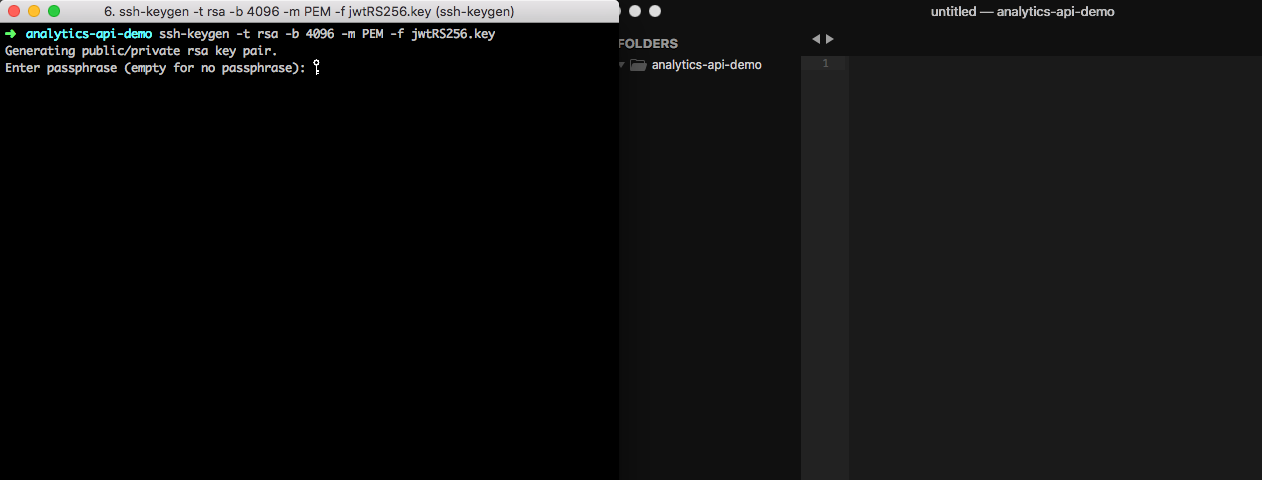 6. ssh-keygen -t rsa -b 4096 -m PEM -f jwtRS256.key (ssh-keygen)
➜ analytics-api-demo ssh-keygen -t rsa -b 4096 -m PEM -f jwtRS256.key
Generating public/private rsa key pair.
Enter passphrase (empty for no passphrase):
untitled — analytics-api-demo
FOLDERS
analytics-api-demo
1